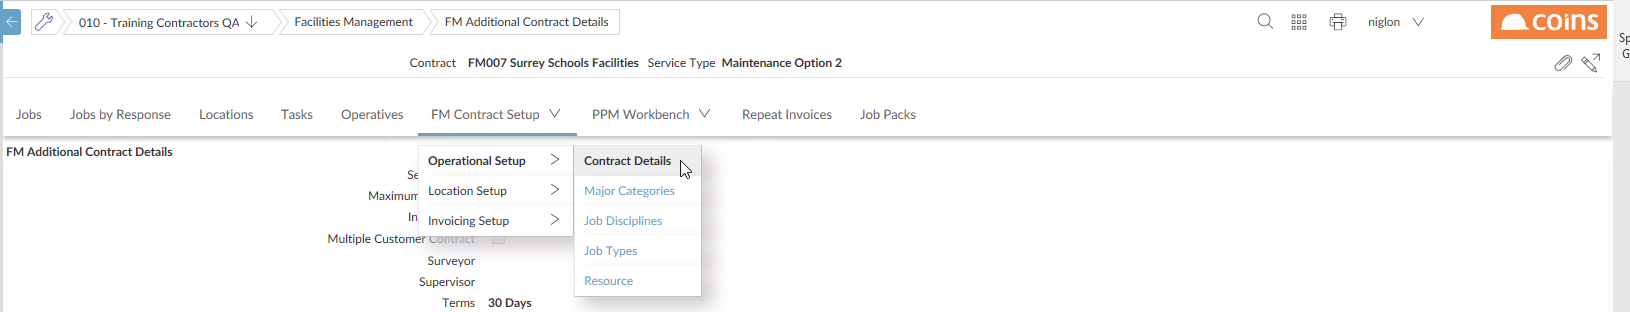 010 - Training Contractors QA
Facilities Management
FM Additional Contract Details
niglon
coins
Sp
G
Contract FM007 Surrey Schools Facilities Service Type Maintenance Option 2
Jobs Jobs by Response Locations Tasks Operatives FM Contract Setup PPM Workbench Repeat Invoices Job Packs
FM Additional Contract Details
Operational Setup
Location Setup
Invoicing Setup
Contract Details
Major Categories
Job Disciplines
Job Types
Resource
Se
Maximum
In
Multiple Customer Contract
Surveyor
Supervisor
Terms 30 Days